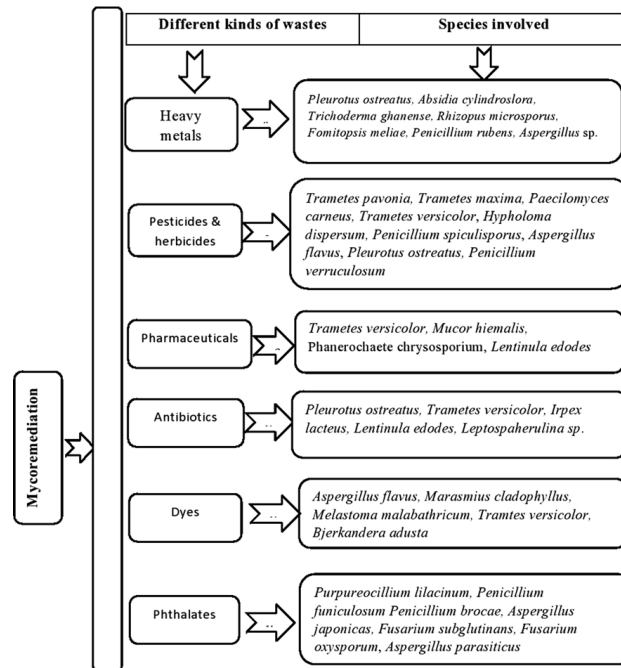 Different kinds of wastes
Species involved
Mycoremediation
Heavy
metals
Pleurotus ostreatus, Absidia cylindroslora,
Trichoderma ghanense, Rhizopus microsporus,
Fomitopsis meliae, Penicillium rubens, Aspergillus sp.
Pesticides &
herbicides
Trametes pavonia, Trametes maxima, Paecilomyces
carneus, Trametes versicolor, Hypholoma
dispersum, Penicillium spiculisporus, Aspergillus
flavus, Pleurotus ostreatus, Penicillium
verruculosum
Pharmaceuticals
Trametes versicolor, Mucor hiemalis,
Phanerochaete chrysosporium, Lentinula edodes
Antibiotics
Pleurotus ostreatus, Trametes versicolor, Irpex
lacteus, Lentinula edodes, Leptospaherulina sp.
Dyes
Aspergillus flavus, Marasmius cladophyllus,
Melastoma malabathricum, Tramtes versicolor,
Bjerkandera adusta
Phthalates
Purpureocillium lilacinum, Penicillium
funiculosum Penicillium brocae, Aspergillus
japonicas, Fusarium subglutinans, Fusarium
oxysporum, Aspergillus parasiticus